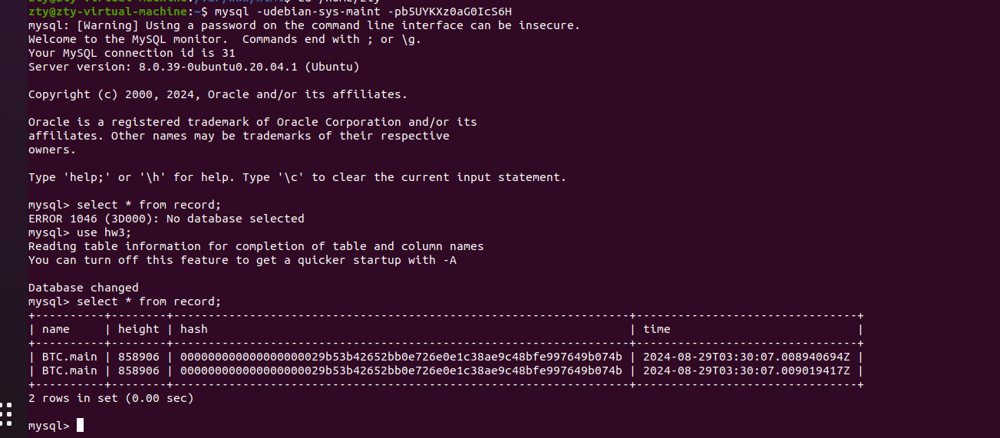 zty@zty-virtual-machine:~$ mysql -udebian-sys-maint -pb5UYKXz0aG0IcS6H
mysql: [Warning] Using a password on the command line interface can be insecure.
Welcome to the MySQL monitor.  Commands end with ; or \g.
Your MySQL connection id is 31
Server version: 8.0.39-0ubuntu0.20.04.1 (Ubuntu)

Copyright (c) 2000, 2024, Oracle and/or its affiliates.

Oracle is a registered trademark of Oracle Corporation and/or its
affiliates. Other names may be trademarks of their respective
owners.

Type 'help;' or '\h' for help. Type '\c' to clear the current input statement.

mysql> select * from record;
ERROR 1046 (3D000): No database selected
mysql> use hw3;
Reading table information for completion of table and column names
You can turn off this feature to get a quicker startup with -A

Database changed
mysql> select * from record;
+----------+--------+------------------------------------------------------------------+--------------------------------+
| name     | height | hash                                                             | time                           |
+----------+--------+------------------------------------------------------------------+--------------------------------+
| BTC.main | 858906 | 0000000000000000000029b53b42652bb0e726e0e1c38ae9c48bfe997649b074b | 2024-08-29T03:30:07.008940694Z |
| BTC.main | 858906 | 0000000000000000000029b53b42652bb0e726e0e1c38ae9c48bfe997649b074b | 2024-08-29T03:30:07.009019417Z |
+----------+--------+------------------------------------------------------------------+--------------------------------+
2 rows in set (0.00 sec)

mysql>